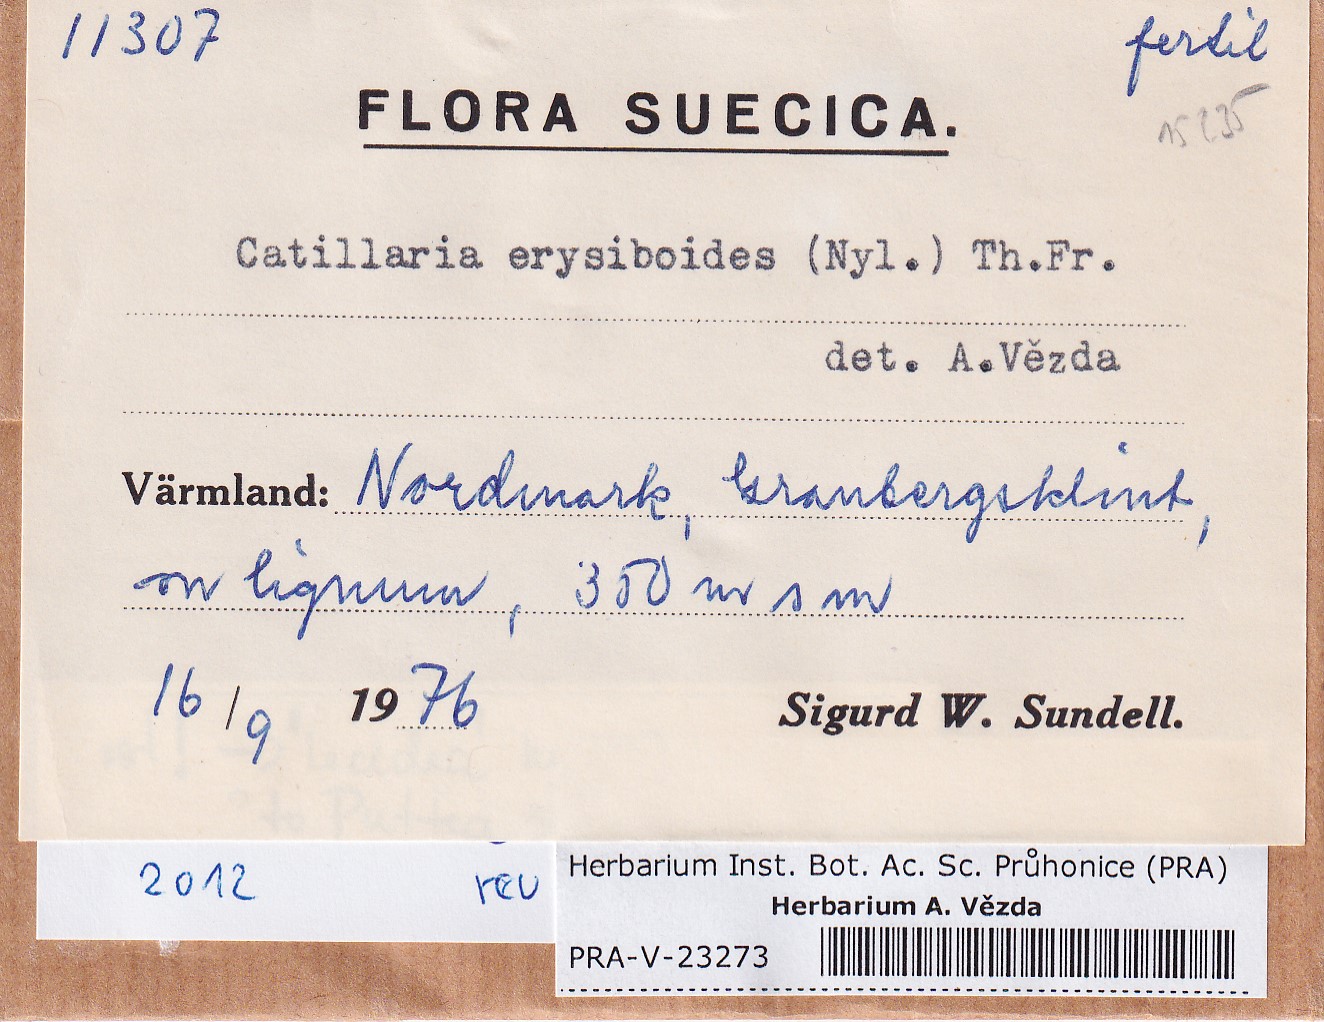 11307
fertil
15235
FLORA SUECICA.
Catillaria erysiboides (Nyl.) Th.Fr.
det. A.Vězda
Värmland: Nordmark, Granbergsklint,
on lignum, 350 m s m
16/9 1976
Sigurd W. Sundell.
2012 rev
Herbarium Inst. Bot. Ac. Sc. Průhonice (PRA)
Herbarium A. Vězda
PRA-V-23273